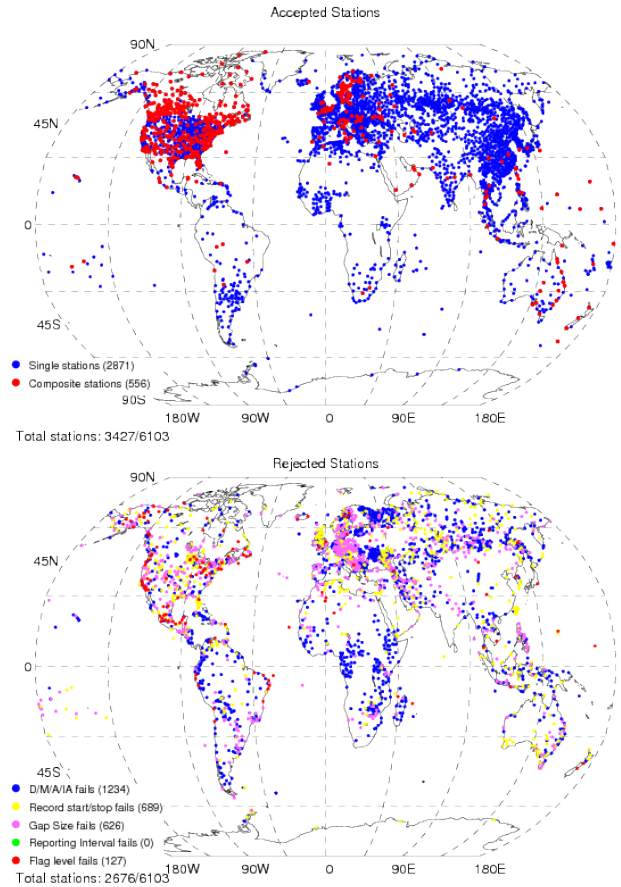 Accepted Stations
90N
45N
0
45S
Single stations (2871)
Composite stations (556)
90S
180W 90W 0 90E 180E
Total stations: 3427/6103
Rejected Stations
90N
45N
0
45S
D/M/A/IA fails (1234)
Record start/stop fails (689)
Gap Size fails (626)
Reporting Interval fails (0)
Flag level fails (127)
90S
180W 90W 0 90E 180E
Total stations: 2676/6103